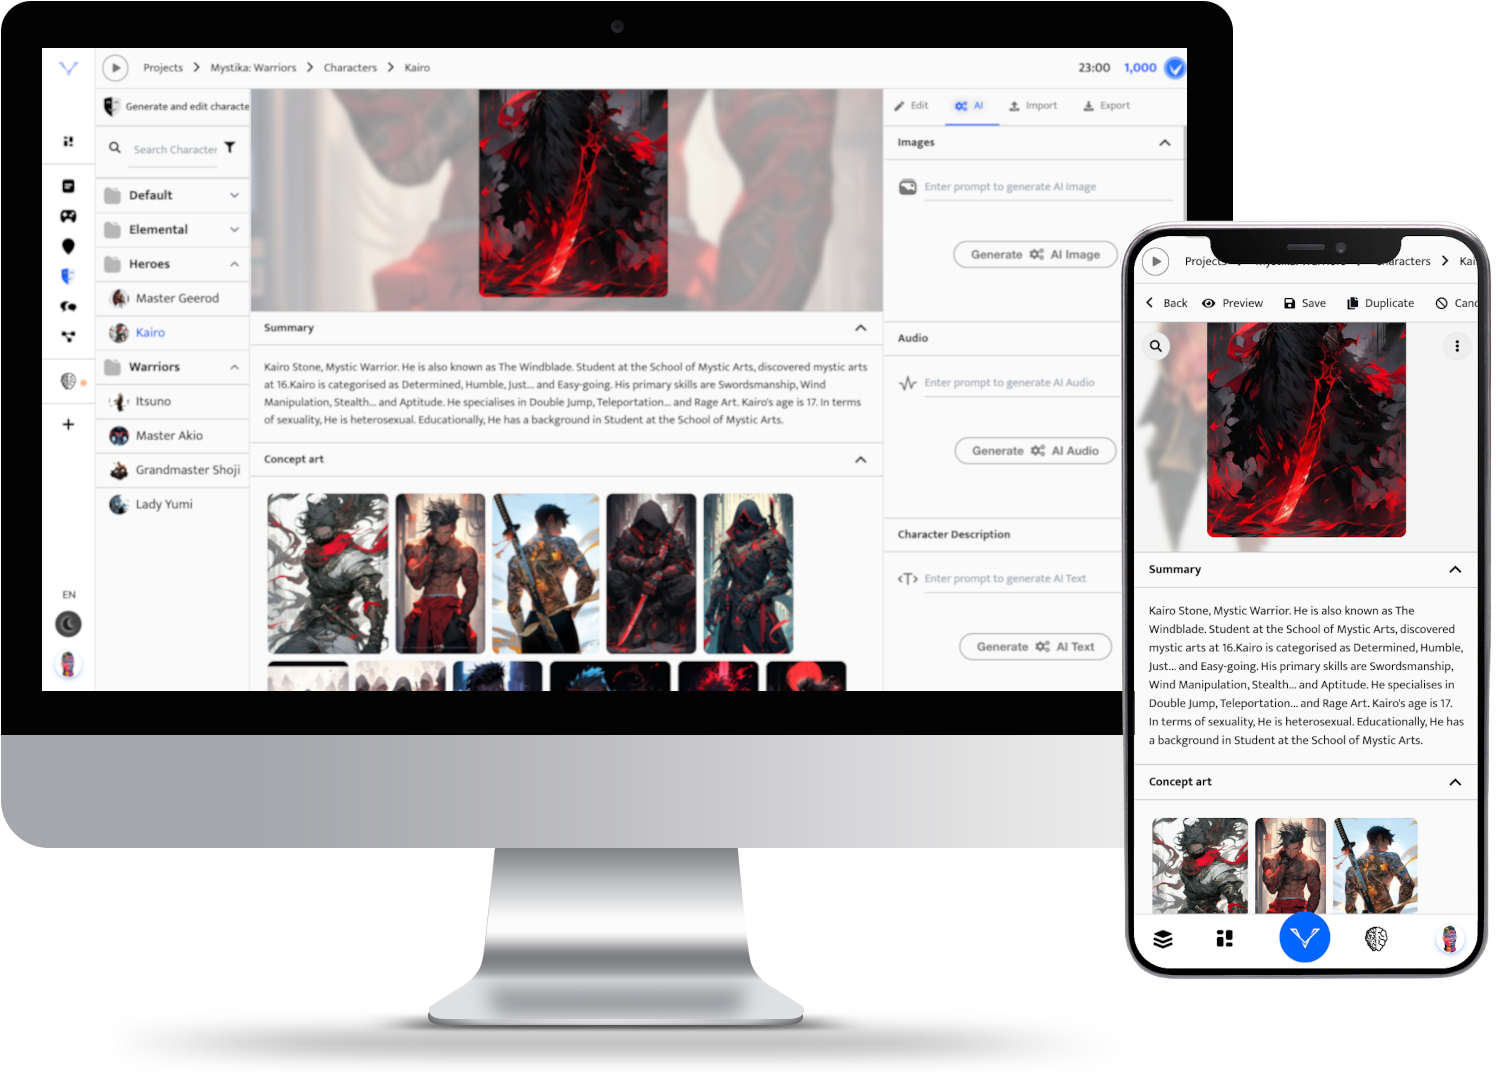 Projects > Mystika: Warriors > Characters > Kairo
23:00 1,000
Generate and edit characte
Search Character
Default
Elemental
Heroes
Master Geerod
Kairo
Warriors
Itsuno
Master Akio
Grandmaster Shoji
Lady Yumi
EN
Summary
Kairo Stone, Mystic Warrior. He is also known as The Windblade. Student at the School of Mystic Arts, discovered mystic arts
at 16.Kairo is categorised as Determined, Humble, Just... and Easy-going. His primary skills are Swordsmanship, Wind
Manipulation, Stealth... and Aptitude. He specialises in Double Jump, Teleportation... and Rage Art. Kairo's age is 17. In terms
of sexuality, He is heterosexual. Educationally, He has a background in Student at the School of Mystic Arts.
Concept art
Edit AI Import Export
Images
Enter prompt to generate AI Image
Generate AI Image
Audio
Enter prompt to generate AI Audio
Generate AI Audio
Character Description
<T> Enter prompt to generate AI Text
Generate AI Text
Projects Characters > Kai
Back Preview Save Duplicate Canc
Summary
Kairo Stone, Mystic Warrior. He is also known as The
Windblade. Student at the School of Mystic Arts, discovered
mystic arts at 16.Kairo is categorised as Determined, Humble,
Just... and Easy-going. His primary skills are Swordsmanship,
Wind Manipulation, Stealth... and Aptitude. He specialises in
Double Jump, Teleportation... and Rage Art. Kairo's age is 17.
In terms of sexuality, He is heterosexual. Educationally, He has
a background in Student at the School of Mystic Arts.
Concept art